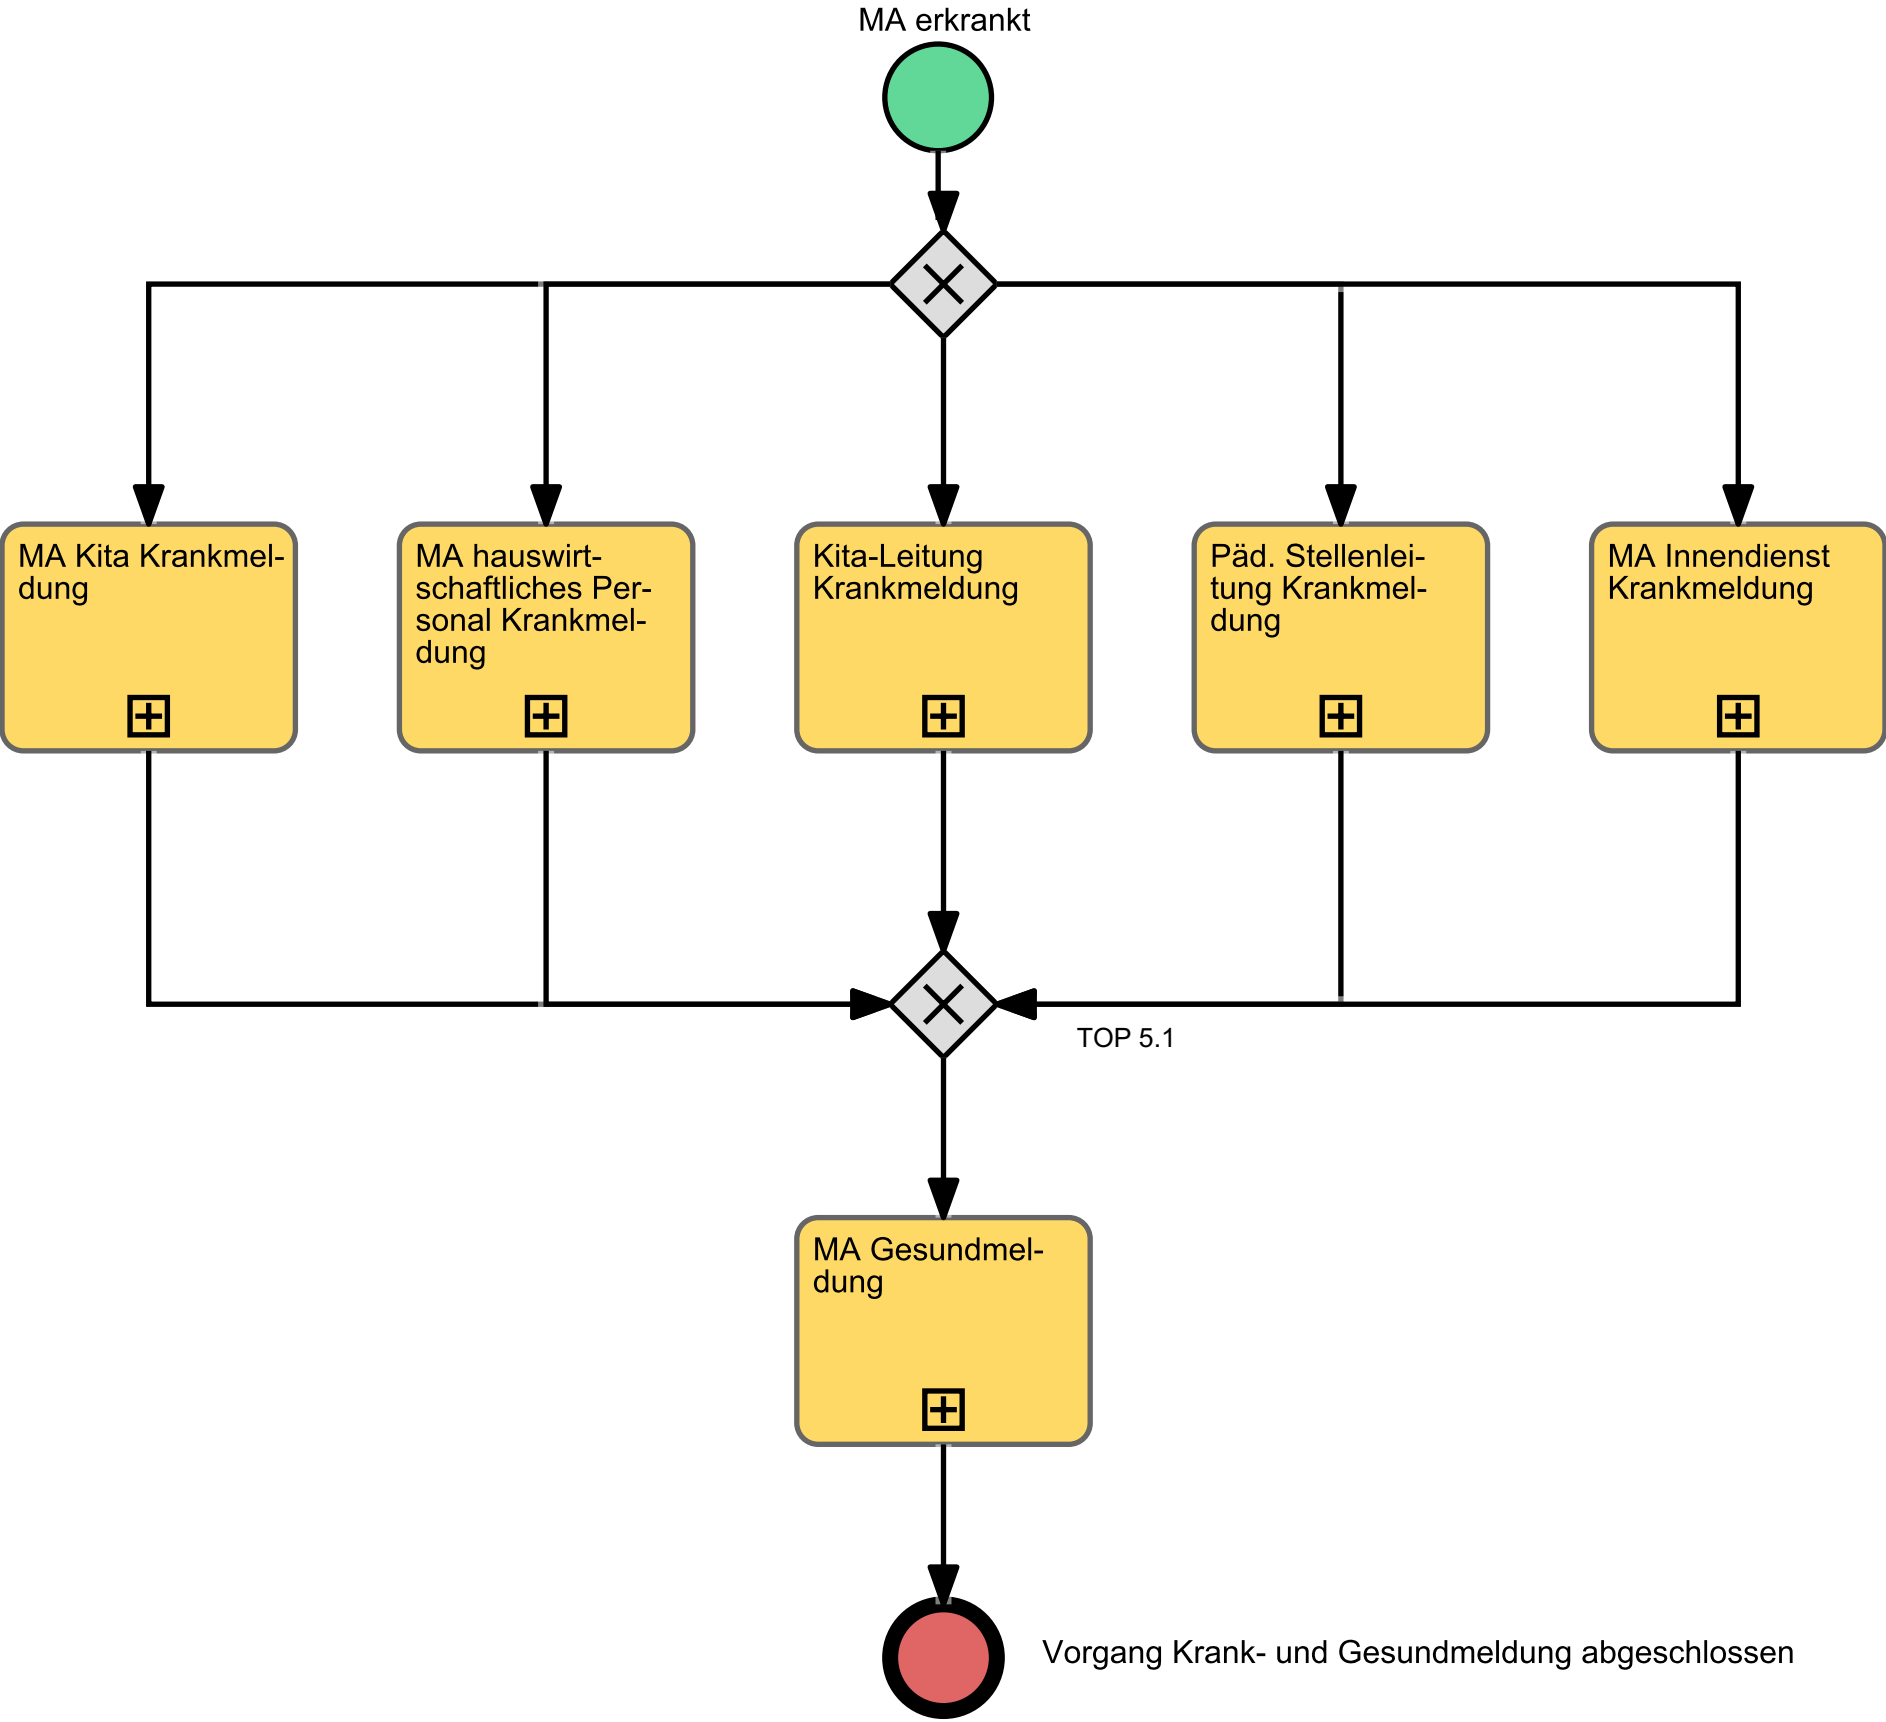 MA erkrankt
MA Kita Krankmel-
dung
MA hauswirt-
schaftliches Per-
sonal Krankmel-
dung
Kita-Leitung
Krankmeldung
Päd. Stellenlei-
tung Krankmel-
dung
MA Innendienst
Krankmeldung
TOP 5.1
MA Gesundmel-
dung
Vorgang Krank- und Gesundmeldung abgeschlossen